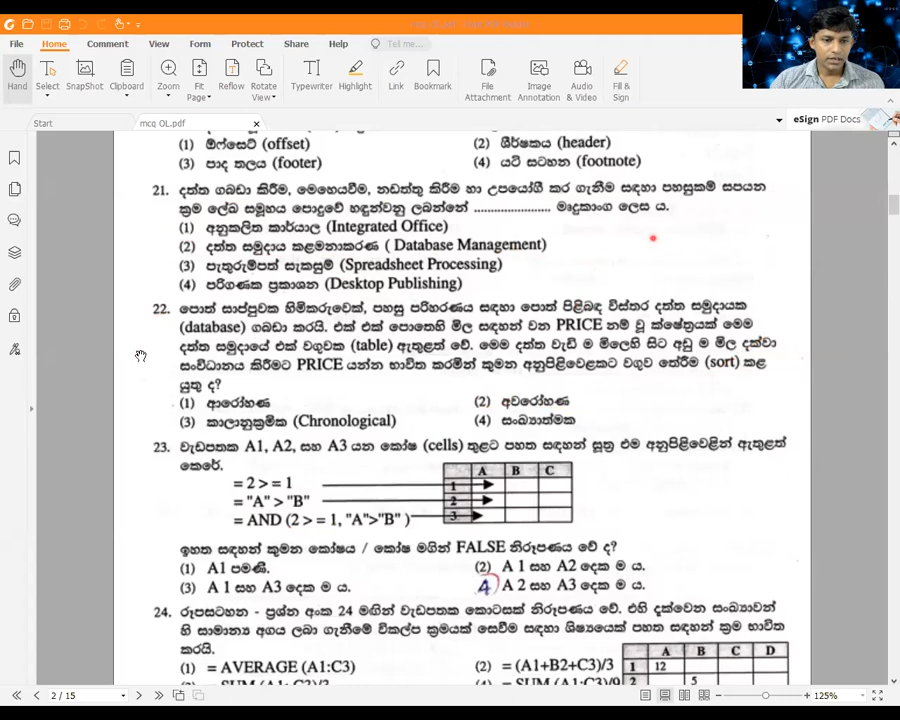 File Home Comment View Form Protect Share Help Tell me...
Hand Select SnapShot Clipboard Zoom Fit Page Reflow Rotate View Typewriter Highlight Link Bookmark File Attachment Image Annotation Audio & Video Fill & Sign
Start mcq OL.pdf eSign PDF Docs
(1) ඕෆ්සෙට් (offset) (2) ශීර්ෂකය (header)
(3) පාද තලය (footer) (4) යටි සටහන (footnote)
21. දත්ත ගබඩා කිරීම, මෙහෙයවීම, නඩත්තු කිරීම හා උපයෝගී කර ගැනීම සඳහා පහසුකම් සපයන
ක්‍රම ලේඛ සමූහය පොදුවේ හඳුන්වනු ලබන්නේ ........................ මෘදුකාංග ලෙස ය.
(1) අනුකලිත කාර්යාල (Integrated Office)
(2) දත්ත සමුදාය කළමනාකරණ ( Database Management)
(3) පැතුරුම්පත් සැකසුම් (Spreadsheet Processing)
(4) පරිගණක ප්‍රකාශන (Desktop Publishing)
22. පොත් සාප්පුවක හිමිකරුවෙක්, පහසු පරිහරණය සඳහා පොත් පිළිබඳ විස්තර දත්ත සමුදායක
(database) ගබඩා කරයි. එක් එක් පොතෙහි මිල සඳහන් වන PRICE නම් වූ ක්ෂේත්‍රයක් මෙම
දත්ත සමුදායේ එක් වගුවක (table) ඇතුළත් වේ. මෙම දත්ත වැඩි ම මිලෙහි සිට අඩු ම මිල දක්වා
සංවිධානය කිරීමට PRICE යන්න භාවිත කරමින් කුමන අනුපිළිවෙළකට වගුව තේරීම (sort) කළ
යුතු ද?
(1) ආරෝහණ (2) අවරෝහණ
(3) කාලානුක්‍රමික (Chronological) (4) සංඛ්‍යාත්මක
23. වැඩපතක A1, A2, සහ A3 යන කෝෂ (cells) තුළට පහත සඳහන් සූත්‍ර එම අනුපිළිවෙළින් ඇතුළත්
කෙරේ.
A B C
= 2 > = 1 1
= "A" > "B" 2
= AND (2 > = 1, "A">"B" ) 3
ඉහත සඳහන් කුමන කෝෂය / කෝෂ මගින් FALSE නිරූපණය වේ ද?
(1) A1 පමණි. (2) A 1 සහ A2 දෙක ම ය.
(3) A 1 සහ A3 දෙක ම ය. 4) A 2 සහ A3 දෙක ම ය.
24. රූපසටහන - ප්‍රශ්න අංක 24 මඟින් වැඩපතක කොටසක් නිරූපණය වේ. එහි දැක්වෙන සංඛ්‍යාවන්
හි සාමාන්‍ය අගය ලබා ගැනීමේ විකල්ප ක්‍රමයක් සෙවීම සඳහා ශිෂ්‍යයෙක් පහත සඳහන් ක්‍රම භාවිත
කරයි.
A B C D
(1) = AVERAGE (A1:C3) (2) = (A1+B2+C3)/3 1 12
(4) = SUM (A1:C3)/9 2 5
2 / 15 125%